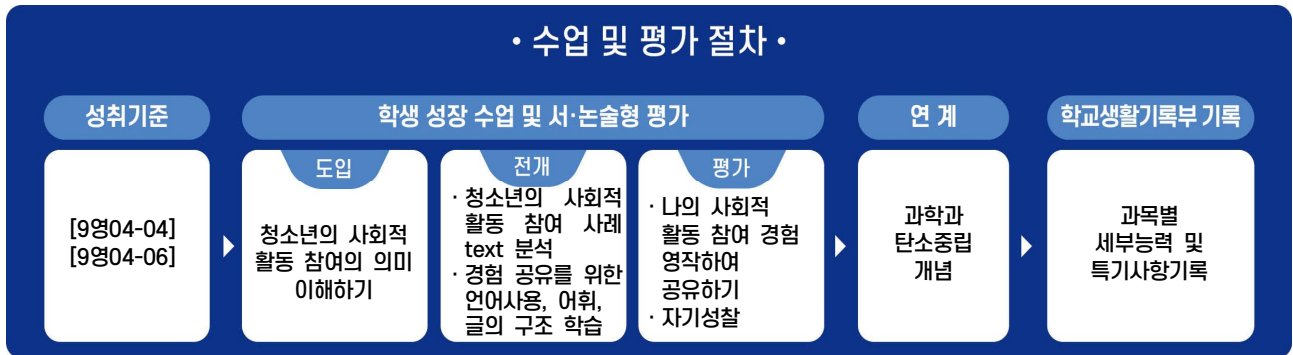 • 수업 및 평가 절차 •
성취기준
[9영04-04]
[9영04-06]
학생 성장 수업 및 서·논술형 평가
도입
청소년의 사회적
활동 참여의 의미
이해하기
전개
· 청소년의 사회적
활동 참여 사례
text 분석
· 경험 공유를 위한
언어사용, 어휘,
글의 구조 학습
평가
· 나의 사회적
활동 참여 경험
영작하여
공유하기
· 자기성찰
연 계
과학과
탄소중립
개념
학교생활기록부 기록
과목별
세부능력 및
특기사항기록